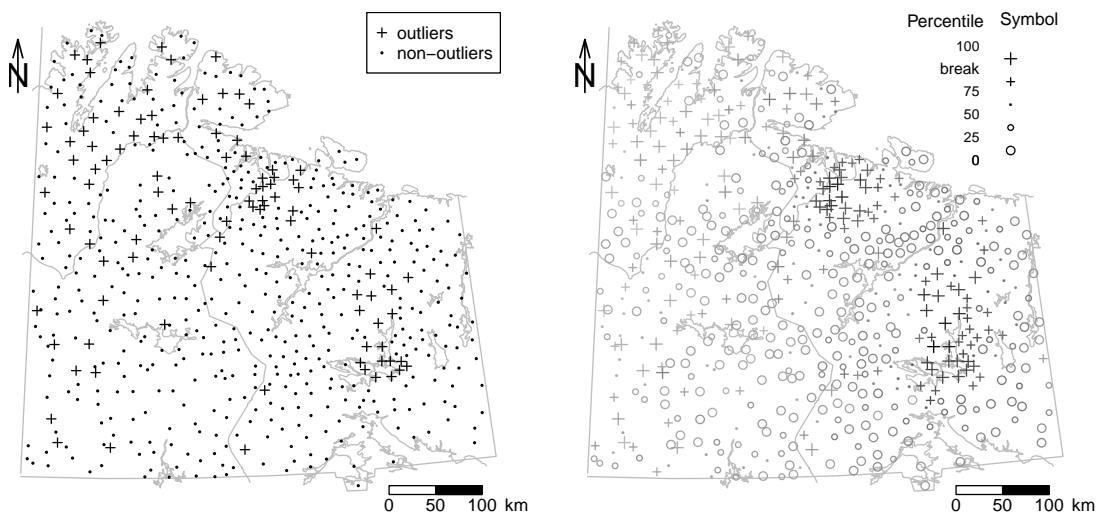 + outliers
• non−outliers
N
0 50 100 km
N
Percentile Symbol
100
break
75
50
25
0
0 50 100 km